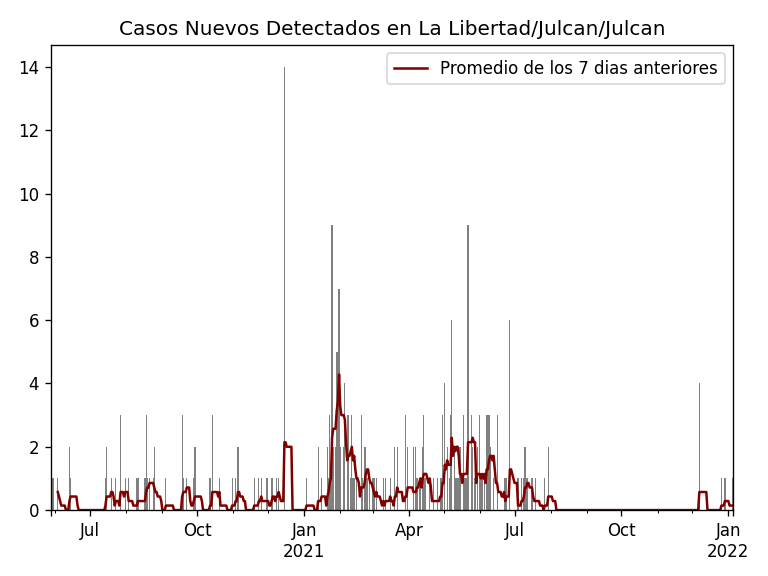 Casos Nuevos Detectados en La Libertad/Julcan/Julcan
Promedio de los 7 dias anteriores
14
12
10
8
6
4
2
0
Jul
Oct
Jan
2021
Apr
Jul
Oct
Jan
2022